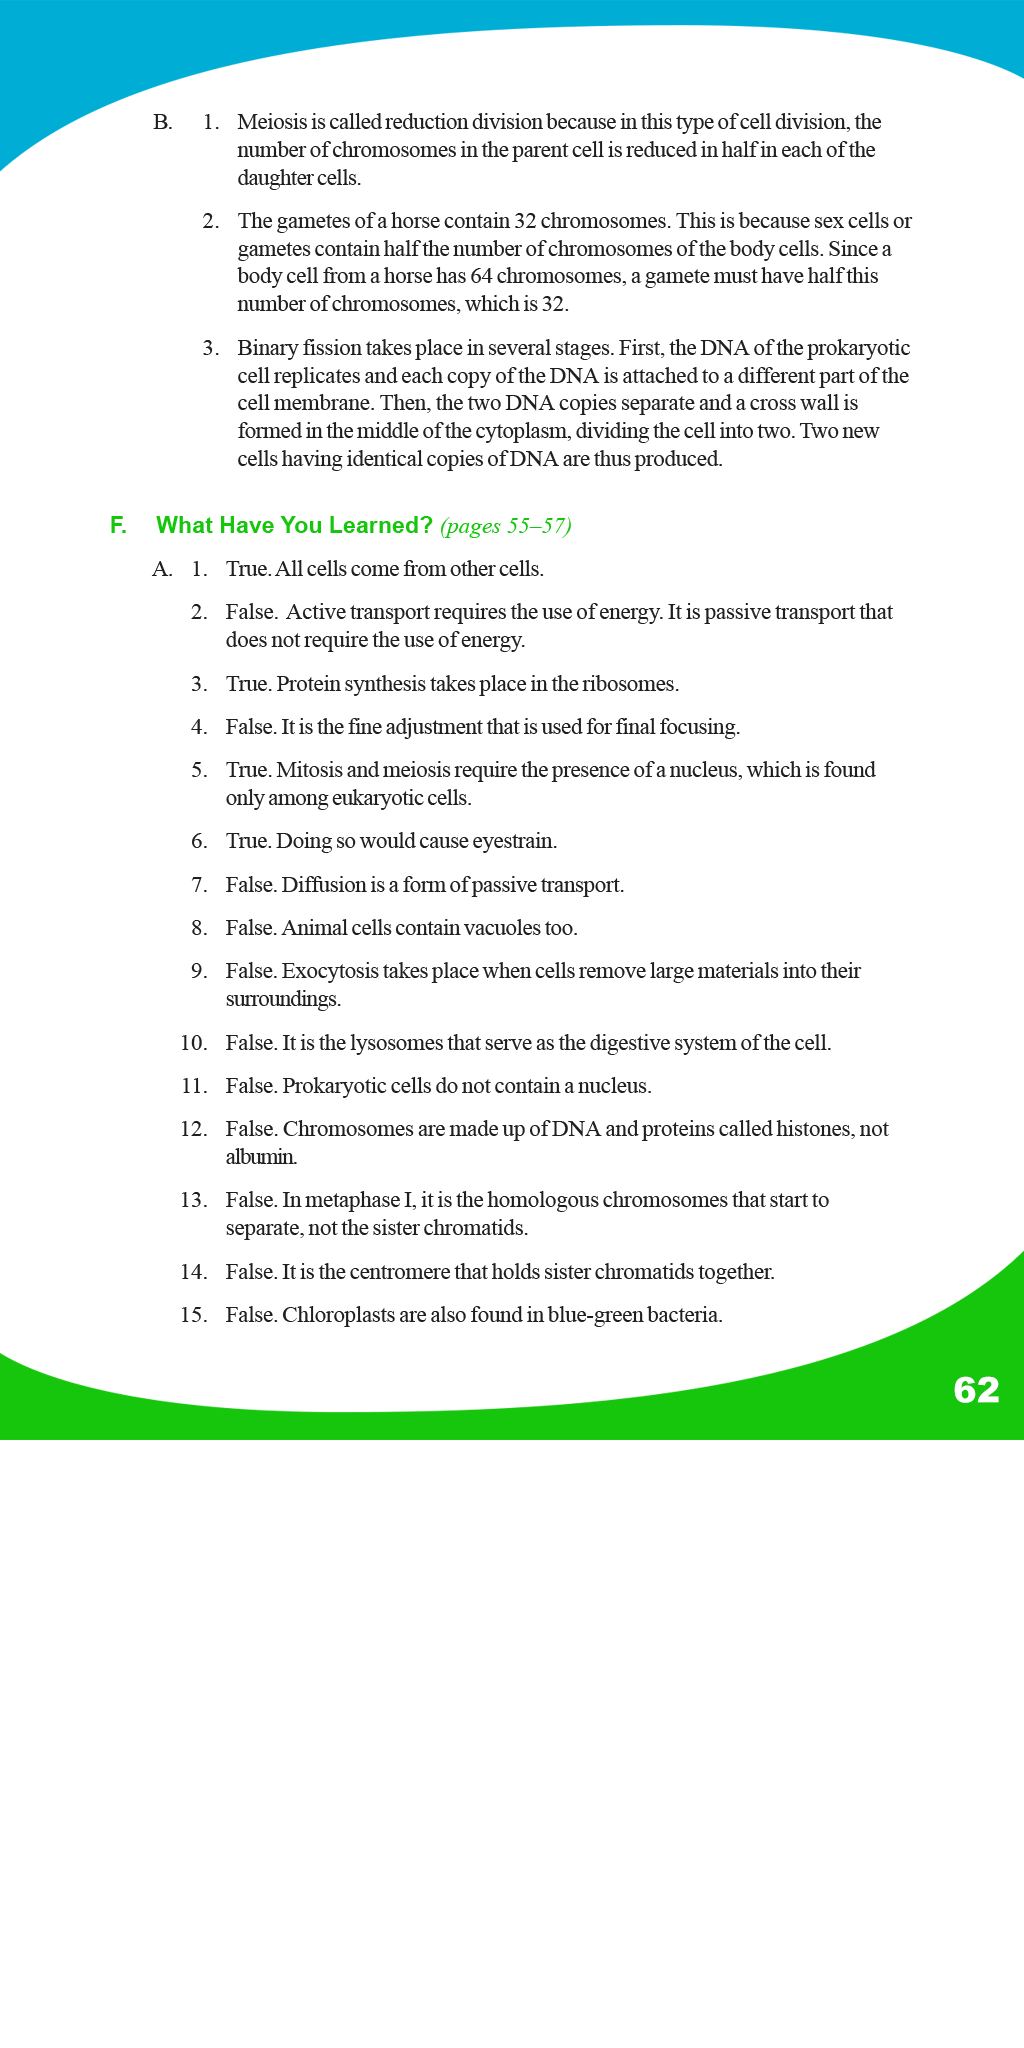 B. 1. Meiosis is called reduction division because in this type of cell division, the
number of chromosomes in the parent cell is reduced in half in each of the
daughter cells.
2. The gametes of a horse contain 32 chromosomes. This is because sex cells or
gametes contain half the number of chromosomes of the body cells. Since a
body cell from a horse has 64 chromosomes, a gamete must have half this
number of chromosomes, which is 32.
3. Binary fission takes place in several stages. First, the DNA of the prokaryotic
cell replicates and each copy of the DNA is attached to a different part of the
cell membrane. Then, the two DNA copies separate and a cross wall is
formed in the middle of the cytoplasm, dividing the cell into two. Two new
cells having identical copies of DNA are thus produced.
F. What Have You Learned? (pages 55–57)
A. 1. True. All cells come from other cells.
2. False. Active transport requires the use of energy. It is passive transport that
does not require the use of energy.
3. True. Protein synthesis takes place in the ribosomes.
4. False. It is the fine adjustment that is used for final focusing.
5. True. Mitosis and meiosis require the presence of a nucleus, which is found
only among eukaryotic cells.
6. True. Doing so would cause eyestrain.
7. False. Diffusion is a form of passive transport.
8. False. Animal cells contain vacuoles too.
9. False. Exocytosis takes place when cells remove large materials into their
surroundings.
10. False. It is the lysosomes that serve as the digestive system of the cell.
11. False. Prokaryotic cells do not contain a nucleus.
12. False. Chromosomes are made up of DNA and proteins called histones, not
albumin.
13. False. In metaphase I, it is the homologous chromosomes that start to
separate, not the sister chromatids.
14. False. It is the centromere that holds sister chromatids together.
15. False. Chloroplasts are also found in blue-green bacteria.
62